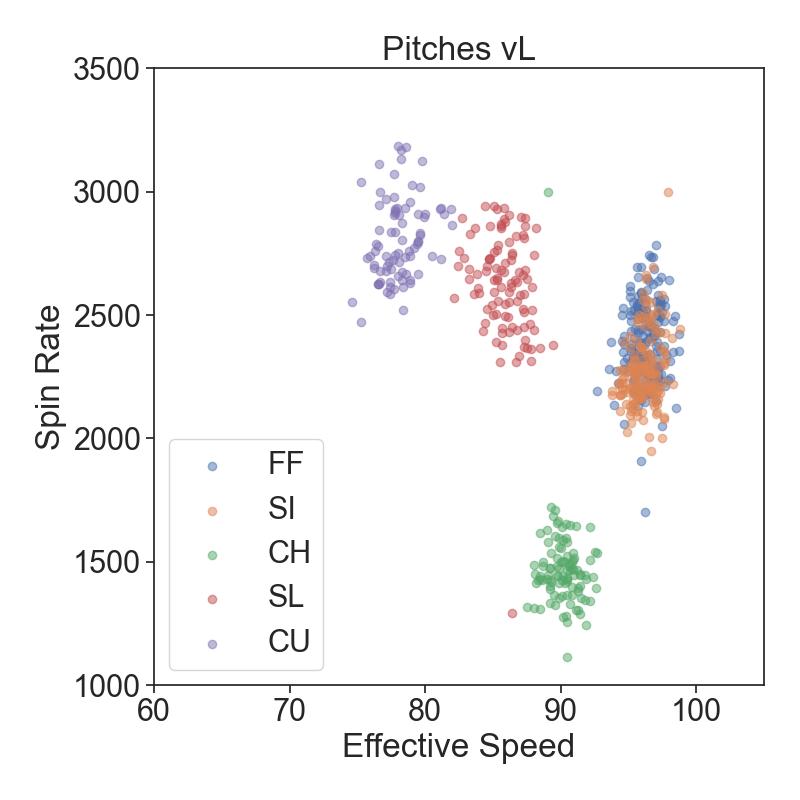 Pitches vL
3500
3000
2500
2000
1500
1000
Spin Rate
FF
SI
CH
SL
CU
60 70 80 90 100
Effective Speed